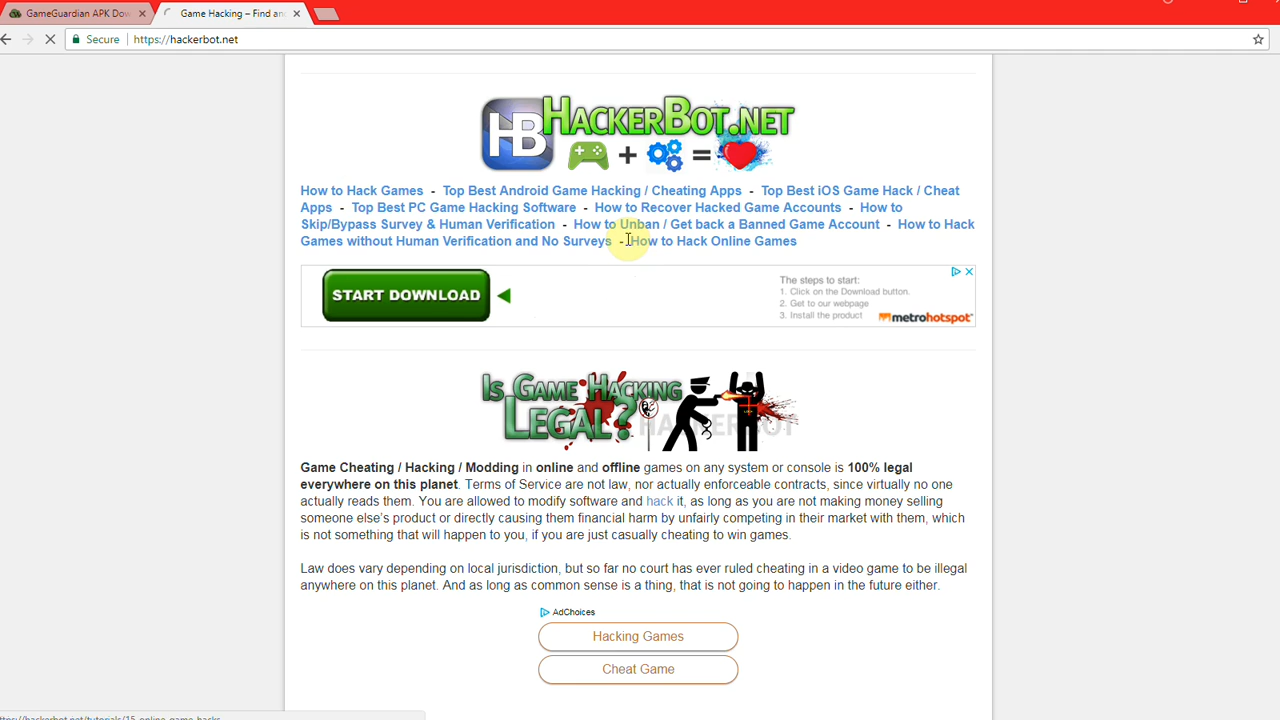 GameGuardian APK Dow
Game Hacking – Find an
Secure https://hackerbot.net
HB HACKERBOT.NET
+ =
How to Hack Games - Top Best Android Game Hacking / Cheating Apps - Top Best iOS Game Hack / Cheat
Apps - Top Best PC Game Hacking Software - How to Recover Hacked Game Accounts - How to
Skip/Bypass Survey & Human Verification - How to Unban / Get back a Banned Game Account - How to Hack
Games without Human Verification and No Surveys - How to Hack Online Games
START DOWNLOAD
The steps to start:
1. Click on the Download button.
2. Get to our webpage
3. Install the product
metrohotspot
IS GAME HACKING
LEGAL?
HACKERBOT
Game Cheating / Hacking / Modding in online and offline games on any system or console is 100% legal
everywhere on this planet. Terms of Service are not law, nor actually enforceable contracts, since virtually no one
actually reads them. You are allowed to modify software and hack it, as long as you are not making money selling
someone else's product or directly causing them financial harm by unfairly competing in their market with them, which
is not something that will happen to you, if you are just casually cheating to win games.
Law does vary depending on local jurisdiction, but so far no court has ever ruled cheating in a video game to be illegal
anywhere on this planet. And as long as common sense is a thing, that is not going to happen in the future either.
AdChoices
Hacking Games
Cheat Game
ttps://hackerbot.net/tutorials/15-online-game-hacks